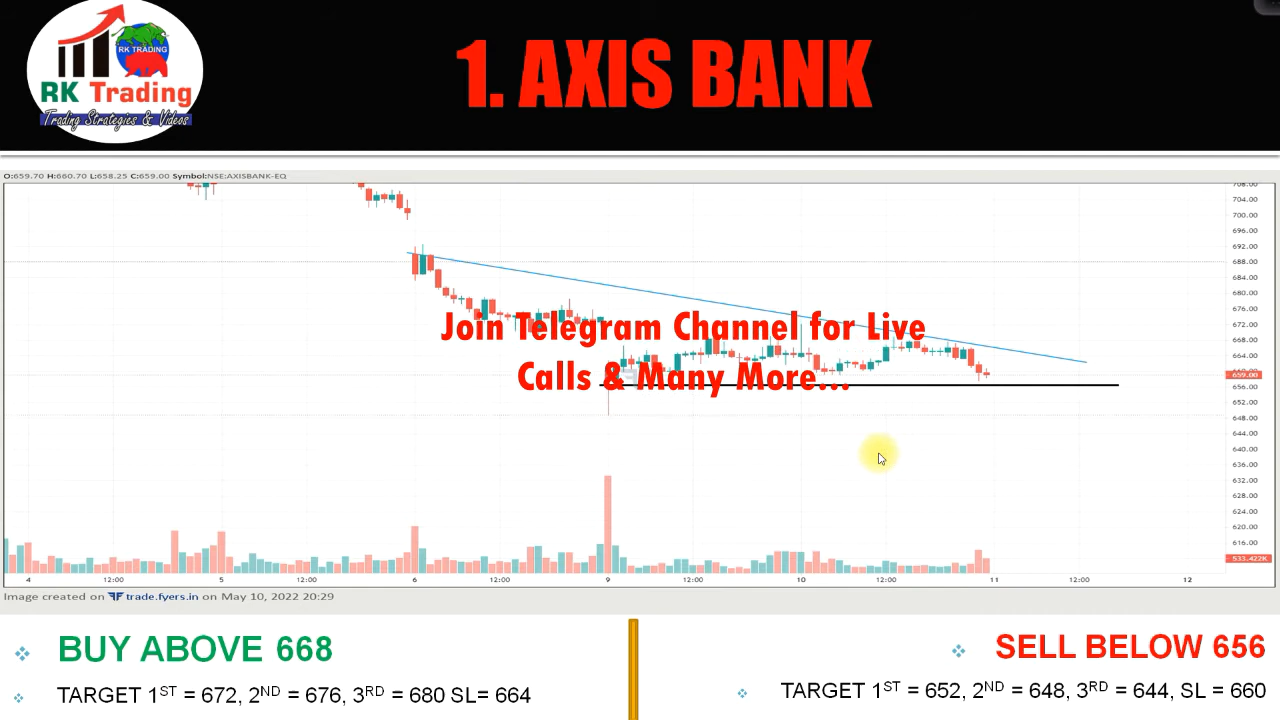 1. AXIS BANK
RK TRADING
RK Trading
Trading Strategies & Videos
O:659.70 H:660.70 L:658.25 C:659.00 Symbol:NSE:AXISBANK-EQ
708.00
704.00
700.00
696.00
692.00
688.00
684.00
680.00
676.00
672.00
668.00
664.00
659.00
656.00
652.00
648.00
644.00
640.00
636.00
632.00
628.00
624.00
620.00
616.00
533.422K
Join Telegram Channel for Live
Calls & Many More...
4 12:00 5 12:00 6 12:00 9 12:00 10 12:00 11 12:00 12
Image created on trade.fyers.in on May 10, 2022 20:29
BUY ABOVE 668
TARGET 1ST = 672, 2ND = 676, 3RD = 680 SL= 664
SELL BELOW 656
TARGET 1ST = 652, 2ND = 648, 3RD = 644, SL = 660